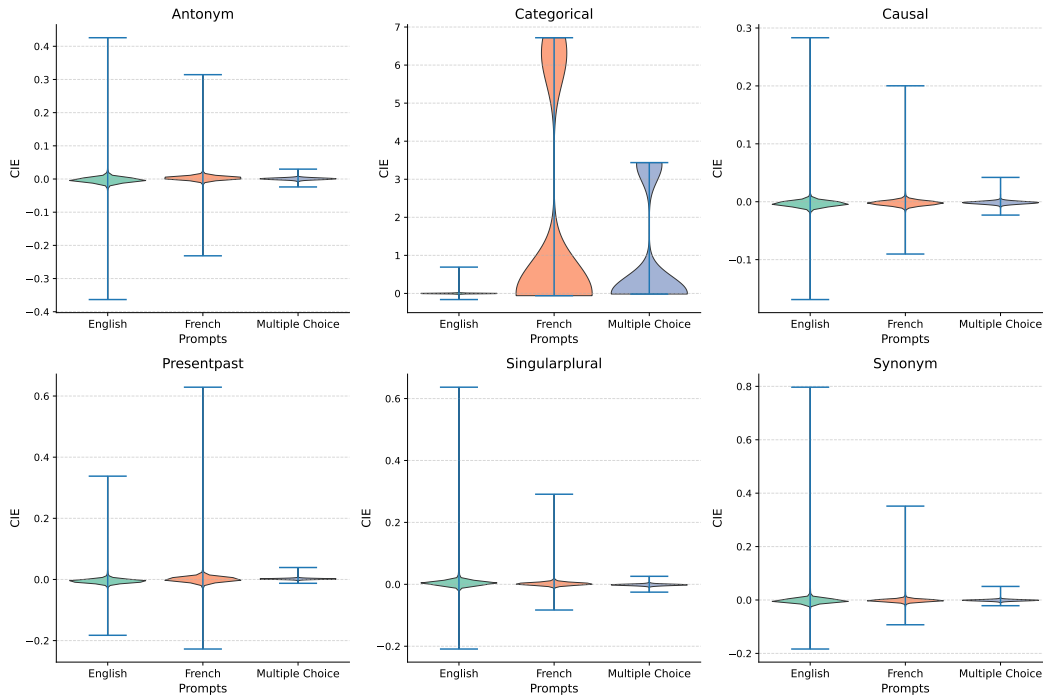 Antonym
CIE
0.4
0.3
0.2
0.1
0.0
−0.1
−0.2
−0.3
−0.4
English French Multiple Choice
Prompts
Categorical
CIE
7
6
5
4
3
2
1
0
English French Multiple Choice
Prompts
Causal
CIE
0.3
0.2
0.1
0.0
−0.1
English French Multiple Choice
Prompts
Presentpast
CIE
0.6
0.4
0.2
0.0
−0.2
English French Multiple Choice
Prompts
Singularplural
CIE
0.6
0.4
0.2
0.0
−0.2
English French Multiple Choice
Prompts
Synonym
CIE
0.8
0.6
0.4
0.2
0.0
−0.2
English French Multiple Choice
Prompts